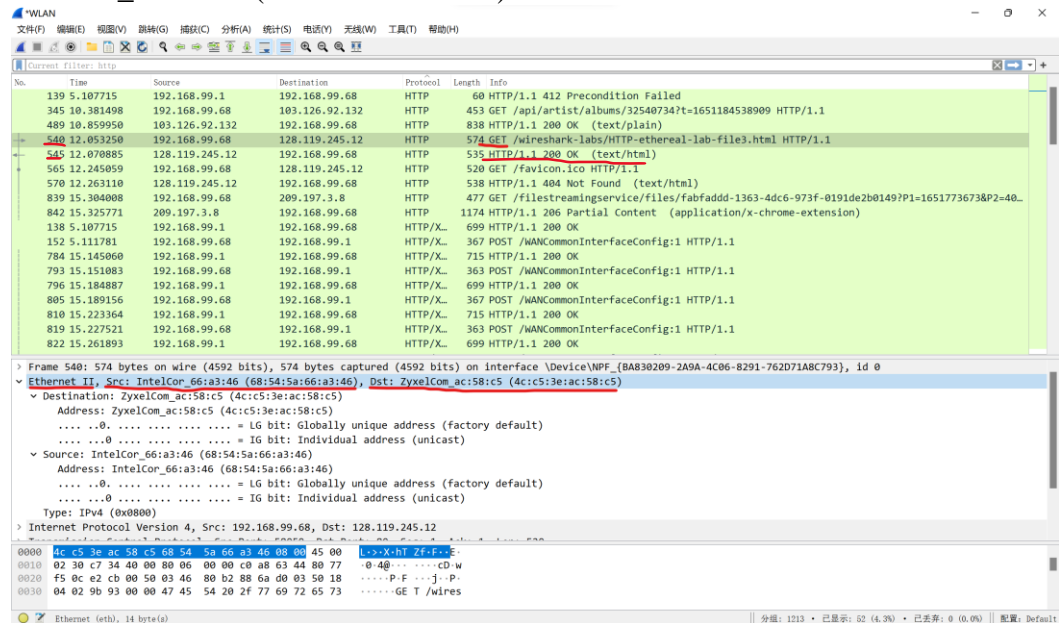 *WLAN
文件(F) 编辑(E) 视图(V) 跳转(G) 捕获(C) 分析(A) 统计(S) 电话(Y) 无线(W) 工具(T) 帮助(H)
Current filter: http
No. Time Source Destination Protocol Length Info
139 5.107715 192.168.99.1 192.168.99.68 HTTP 60 HTTP/1.1 412 Precondition Failed
345 10.381498 192.168.99.68 103.126.92.132 HTTP 453 GET /api/artist/albums/32540734?t=1651184538909 HTTP/1.1
489 10.859950 103.126.92.132 192.168.99.68 HTTP 838 HTTP/1.1 200 OK (text/plain)
540 12.053250 192.168.99.68 128.119.245.12 HTTP 574 GET /wireshark-labs/HTTP-ethereal-lab-file3.html HTTP/1.1
545 12.070885 128.119.245.12 192.168.99.68 HTTP 535 HTTP/1.1 200 OK (text/html)
565 12.245059 192.168.99.68 128.119.245.12 HTTP 520 GET /favicon.ico HTTP/1.1
570 12.263110 128.119.245.12 192.168.99.68 HTTP 538 HTTP/1.1 404 Not Found (text/html)
839 15.304008 192.168.99.68 209.197.3.8 HTTP 477 GET /filestreamingservice/files/fabfaddd-1363-4dc6-973f-0191de2b0149?P1=1651773673&P2=40…
842 15.325771 209.197.3.8 192.168.99.68 HTTP 1174 HTTP/1.1 206 Partial Content (application/x-chrome-extension)
138 5.107715 192.168.99.1 192.168.99.68 HTTP/X… 699 HTTP/1.1 200 OK
152 5.111781 192.168.99.68 192.168.99.1 HTTP/X… 367 POST /WANCommonInterfaceConfig:1 HTTP/1.1
784 15.145060 192.168.99.1 192.168.99.68 HTTP/X… 715 HTTP/1.1 200 OK
793 15.151083 192.168.99.68 192.168.99.1 HTTP/X… 363 POST /WANCommonInterfaceConfig:1 HTTP/1.1
796 15.184887 192.168.99.1 192.168.99.68 HTTP/X… 699 HTTP/1.1 200 OK
805 15.189156 192.168.99.68 192.168.99.1 HTTP/X… 367 POST /WANCommonInterfaceConfig:1 HTTP/1.1
810 15.223364 192.168.99.1 192.168.99.68 HTTP/X… 715 HTTP/1.1 200 OK
819 15.227521 192.168.99.68 192.168.99.1 HTTP/X… 363 POST /WANCommonInterfaceConfig:1 HTTP/1.1
822 15.261893 192.168.99.1 192.168.99.68 HTTP/X… 699 HTTP/1.1 200 OK
Frame 540: 574 bytes on wire (4592 bits), 574 bytes captured (4592 bits) on interface \Device\NPF_{BA830209-2A9A-4C06-8291-762D71A8C793}, id 0
Ethernet II, Src: IntelCor_66:a3:46 (68:54:5a:66:a3:46), Dst: ZyxelCom_ac:58:c5 (4c:c5:3e:ac:58:c5)
Destination: ZyxelCom_ac:58:c5 (4c:c5:3e:ac:58:c5)
Address: ZyxelCom_ac:58:c5 (4c:c5:3e:ac:58:c5)
.... ..0. .... .... .... .... = LG bit: Globally unique address (factory default)
.... ...0 .... .... .... .... = IG bit: Individual address (unicast)
Source: IntelCor_66:a3:46 (68:54:5a:66:a3:46)
Address: IntelCor_66:a3:46 (68:54:5a:66:a3:46)
.... ..0. .... .... .... .... = LG bit: Globally unique address (factory default)
.... ...0 .... .... .... .... = IG bit: Individual address (unicast)
Type: IPv4 (0x0800)
Internet Protocol Version 4, Src: 192.168.99.68, Dst: 128.119.245.12
0000 4c c5 3e ac 58 c5 68 54 5a 66 a3 46 08 00 45 00 L·>·X·hT Zf·F··E·
0010 02 30 c7 34 40 00 80 06 00 00 c0 a8 63 44 80 77 ·0·4@··· ····cD·w
0020 f5 0c e2 cb 00 50 03 46 80 b2 88 6a d0 03 50 18 ·····P·F ···j··P·
0030 04 02 9b 93 00 00 47 45 54 20 2f 77 69 72 65 73 ······GE T /wires
Ethernet (eth), 14 byte(s) 分组: 1213 · 已显示: 52 (4.3%) · 已丢弃: 0 (0.0%) 配置: Default